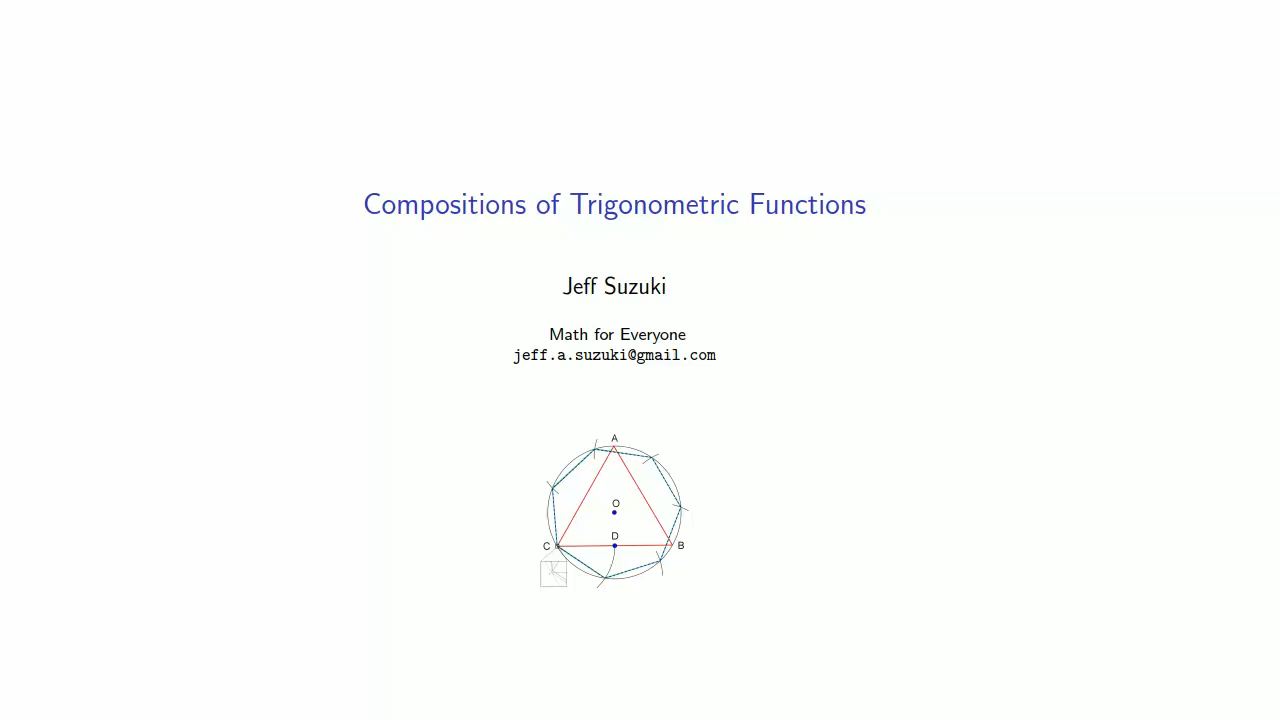 Compositions of Trigonometric Functions
Jeff Suzuki
Math for Everyone
jeff.a.suzuki@gmail.com
A
O
D
C
B